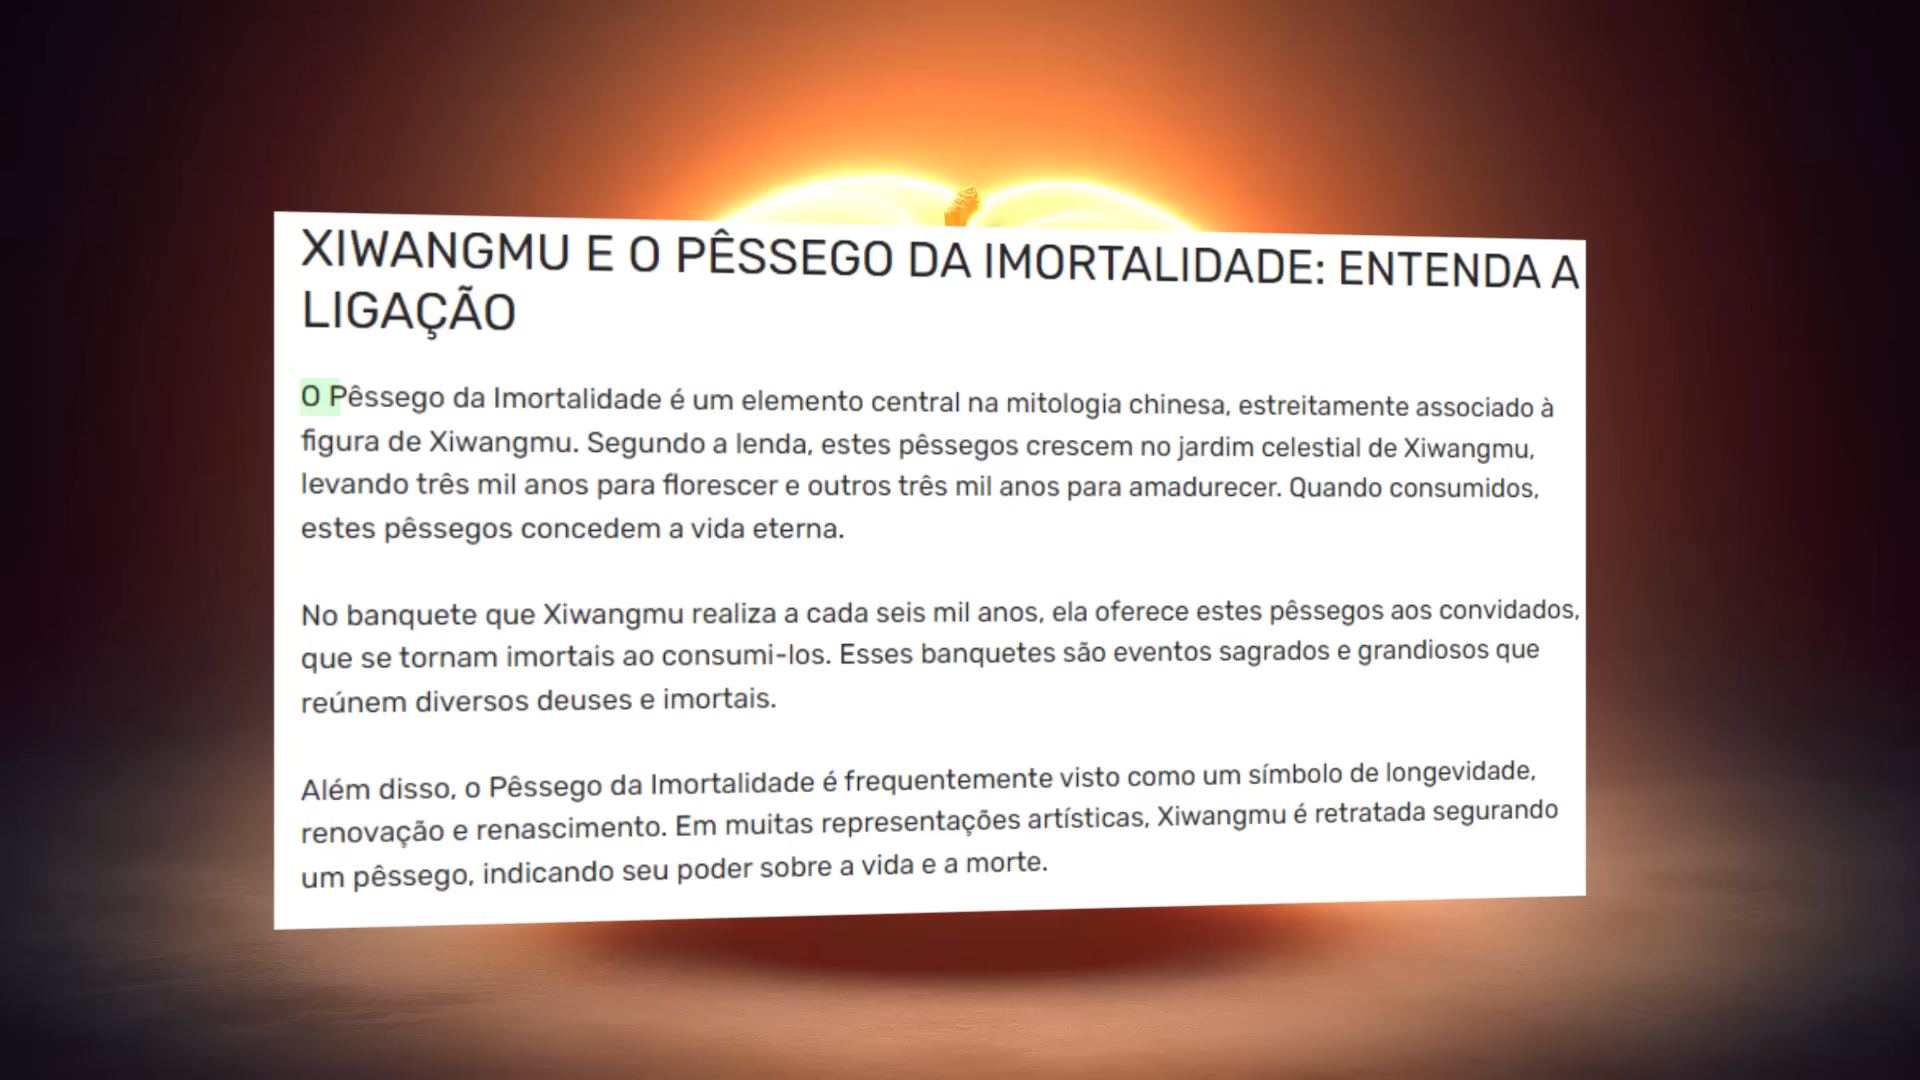 XIWANGMU E O PÊSSEGO DA IMORTALIDADE: ENTENDA A
LIGAÇÃO
O Pêssego da Imortalidade é um elemento central na mitologia chinesa, estreitamente associado à
figura de Xiwangmu. Segundo a lenda, estes pêssegos crescem no jardim celestial de Xiwangmu,
levando três mil anos para florescer e outros três mil anos para amadurecer. Quando consumidos,
estes pêssegos concedem a vida eterna.
No banquete que Xiwangmu realiza a cada seis mil anos, ela oferece estes pêssegos aos convidados,
que se tornam imortais ao consumi-los. Esses banquetes são eventos sagrados e grandiosos que
reúnem diversos deuses e imortais.
Além disso, o Pêssego da Imortalidade é frequentemente visto como um símbolo de longevidade,
renovação e renascimento. Em muitas representações artísticas, Xiwangmu é retratada segurando
um pêssego, indicando seu poder sobre a vida e a morte.